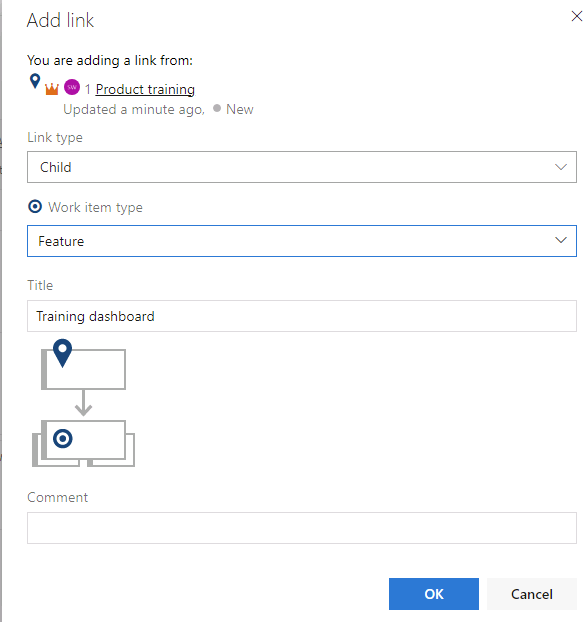 Add link
You are adding a link from:
SW 1 Product training
Updated a minute ago, New
Link type
Child
Work item type
Feature
Title
Training dashboard
Comment
OK Cancel